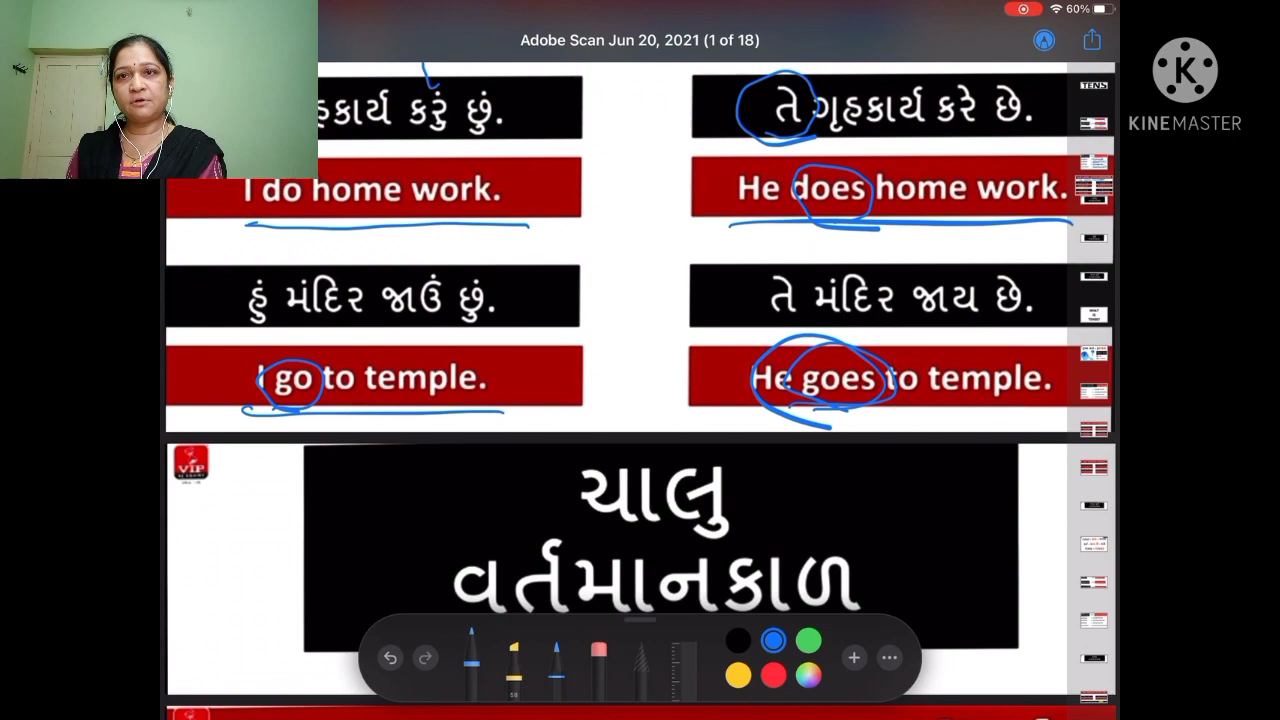 60%
Adobe Scan Jun 20, 2021 (1 of 18)
K
KINEMASTER
કરું છું.
તે ગૃહકાર્ય કરે છે.
I do home work.
He does home work.
હું મંદિર જાઉં છું.
તે મંદિર જાય છે.
I go to temple.
He goes to temple.
VIP
ચાલુ
વર્તમાનકાળ
TENS